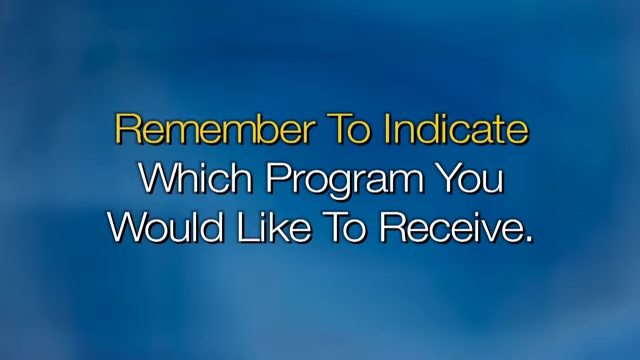 Remember To Indicate
Which Program You
Would Like To Receive.